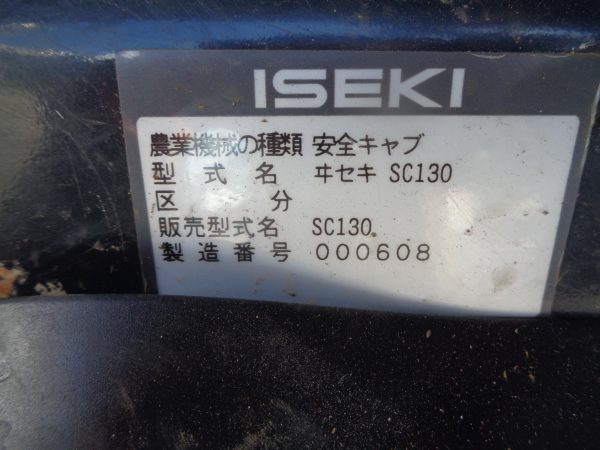 ISEKI
農業機械の種類 安全キャブ
型式名 ヰセキ SC130
区分
販売型式名 SC130
製造番号 000608